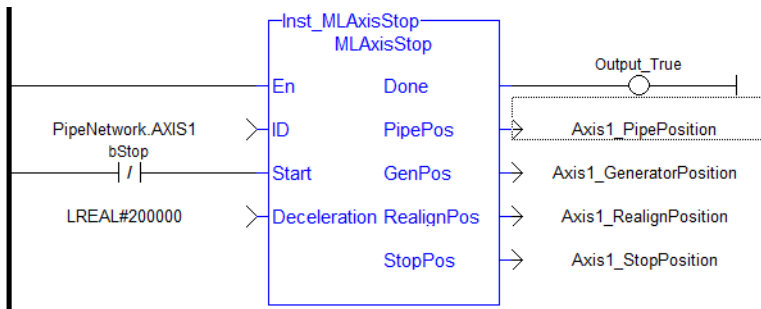 Inst_MLAxisStop
MLAxisStop
Output_True
En Done
PipeNetwork.AXIS1 ID PipePos Axis1_PipePosition
bStop
/ Start GenPos Axis1_GeneratorPosition
LREAL#200000 Deceleration RealignPos Axis1_RealignPosition
StopPos Axis1_StopPosition